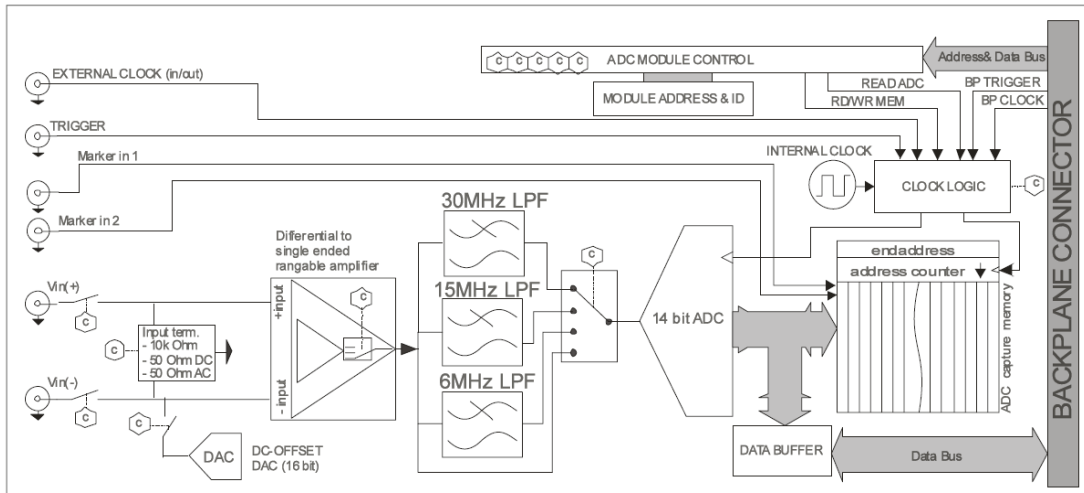 EXTERNAL CLOCK (in/out)
C C C C C
ADC MODULE CONTROL
Address& Data Bus
MODULE ADDRESS & ID
READ ADC
BP TRIGGER
RD/WR MEM
BP CLOCK
TRIGGER
Marker in 1
Marker in 2
INTERNAL CLOCK
CLOCK LOGIC
C
BACKPLANE CONNECTOR
Differential to
single ended
rangable amplifier
30MHz LPF
15MHz LPF
6MHz LPF
C
endaddress
address counter
ADC capture memory
14 bit ADC
Vin(+)
C
+input
C
C
Input term.
- 10k Ohm
- 50 Ohm DC
- 50 Ohm AC
Vin(-)
C
- input
C
DAC
DC-OFFSET
DAC (16 bit)
DATA BUFFER
Data Bus